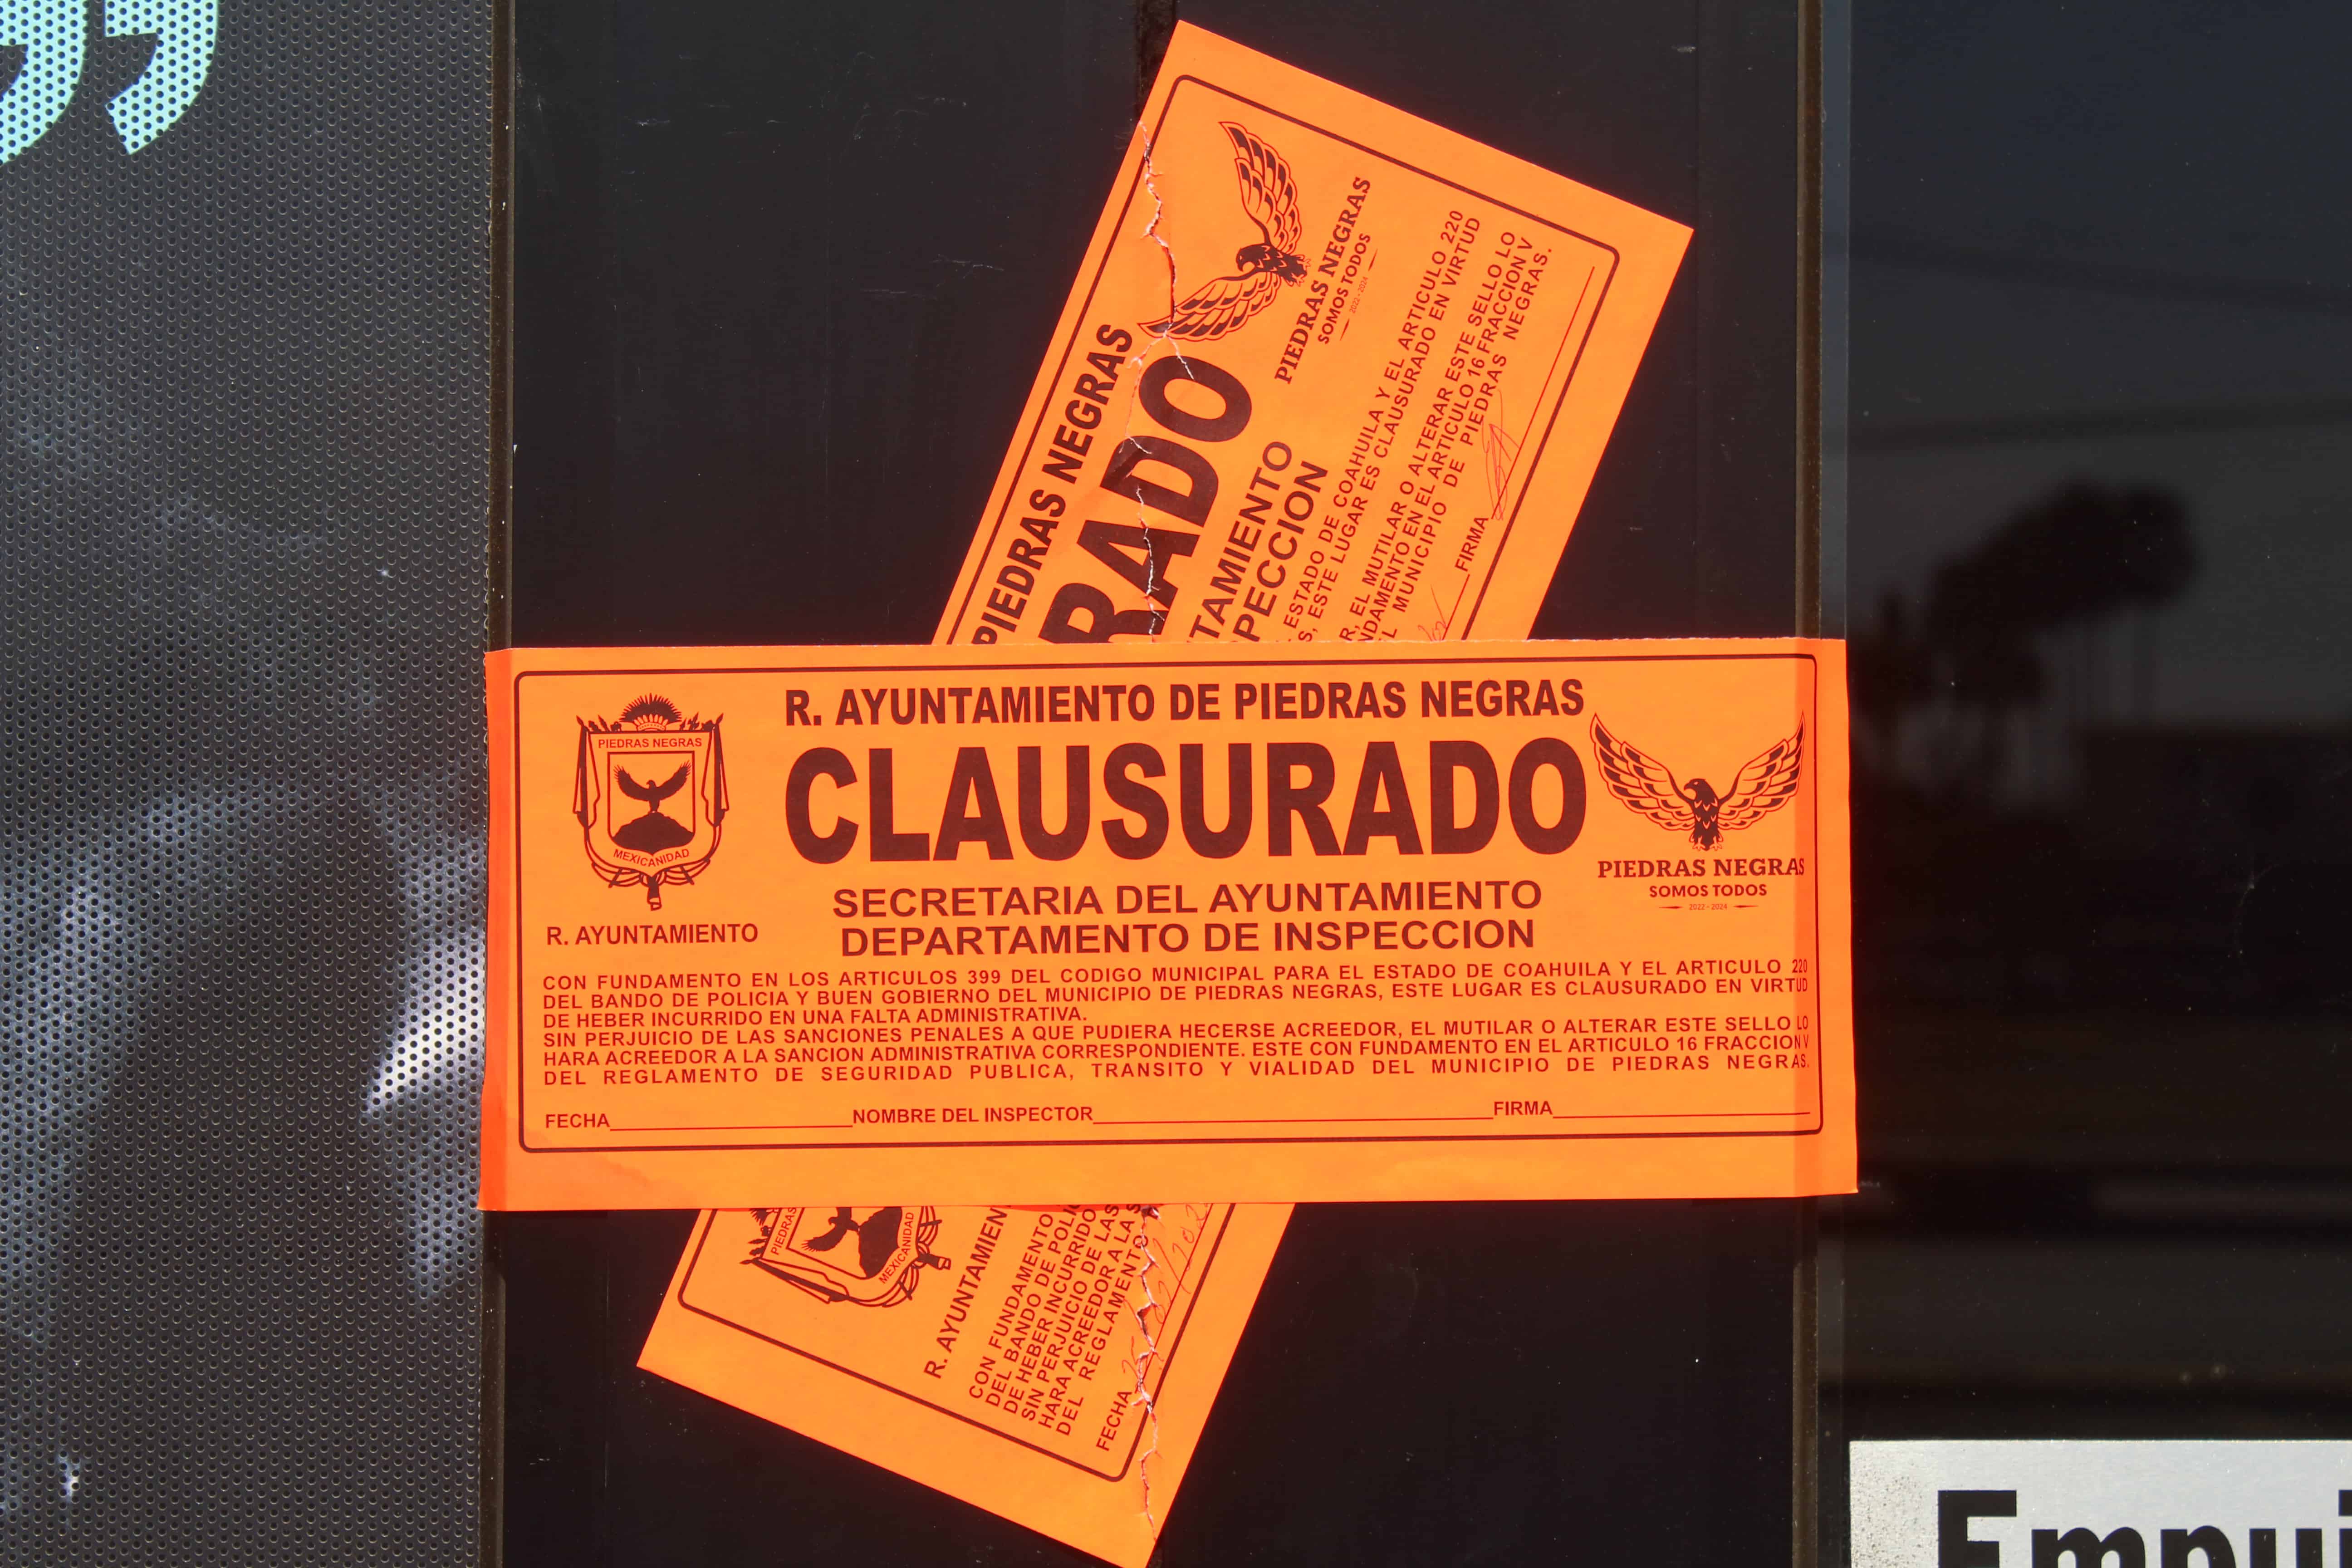 ”
PIEDRAS NEGRAS
RADO
TAMIENTO
PECCION
PIEDRAS NEGRAS
SOMOS TODOS
2022 - 2024
ESTADO DE COAHUILA Y EL ARTICULO 220
S, ESTE LUGAR ES CLAUSURADO EN VIRTUD
R, EL MUTILAR O ALTERAR ESTE SELLO LO
NDAMENTO EN EL ARTICULO 16 FRACCION V
L MUNICIPIO DE PIEDRAS NEGRAS.
FIRMA
R. AYUNTAMIENTO DE PIEDRAS NEGRAS
CLAUSURADO
SECRETARIA DEL AYUNTAMIENTO
DEPARTAMENTO DE INSPECCION
PIEDRAS NEGRAS
MEXICANIDAD
R. AYUNTAMIENTO
PIEDRAS NEGRAS
SOMOS TODOS
2022 - 2024
CON FUNDAMENTO EN LOS ARTICULOS 399 DEL CODIGO MUNICIPAL PARA EL ESTADO DE COAHUILA Y EL ARTICULO 220
DEL BANDO DE POLICIA Y BUEN GOBIERNO DEL MUNICIPIO DE PIEDRAS NEGRAS, ESTE LUGAR ES CLAUSURADO EN VIRTUD
DE HEBER INCURRIDO EN UNA FALTA ADMINISTRATIVA.
SIN PERJUICIO DE LAS SANCIONES PENALES A QUE PUDIERA HECERSE ACREEDOR, EL MUTILAR O ALTERAR ESTE SELLO LO
HARA ACREEDOR A LA SANCION ADMINISTRATIVA CORRESPONDIENTE. ESTE CON FUNDAMENTO EN EL ARTICULO 16 FRACCION V
DEL REGLAMENTO DE SEGURIDAD PUBLICA, TRANSITO Y VIALIDAD DEL MUNICIPIO DE PIEDRAS NEGRAS.
FECHA NOMBRE DEL INSPECTOR FIRMA
PIEDRAS
MEXICANIDAD
R. AYUNTAMIEN
CON FUNDAMENTO
DEL BANDO DE POLI
DE HEBER INCURRIDO
SIN PERJUICIO DE LAS
HARA ACREEDOR A LA S
DEL REGLAMENTO
FECHA
Empuj